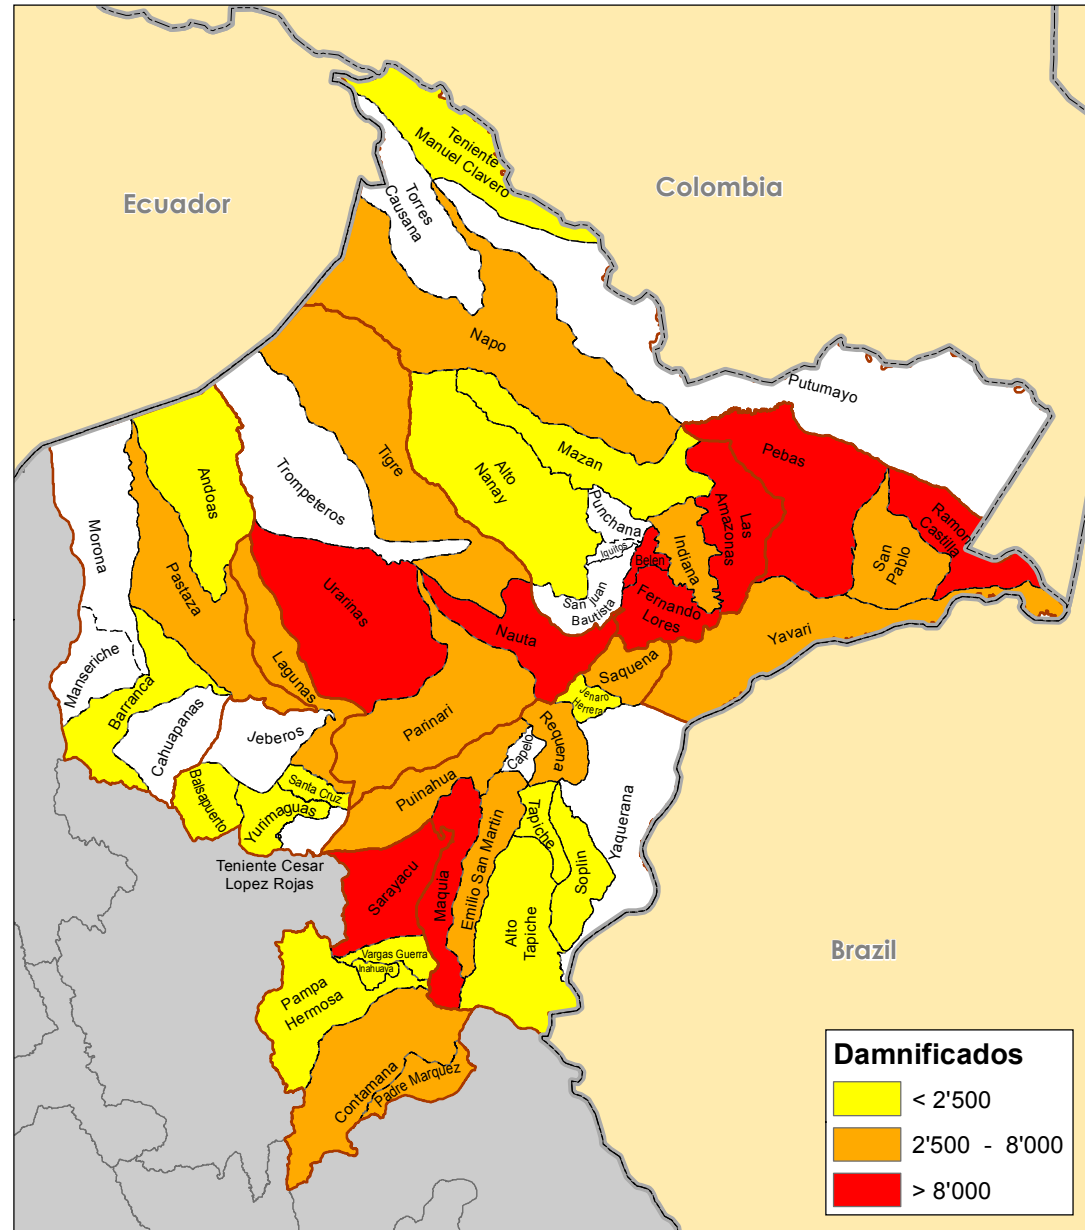 Ecuador
Colombia
Teniente
Manuel Clavero
Torres
Causana
Napo
Putumayo
Tigre
Mazan
Alto
Nanay
Pebas
Trompeteros
Andoas
Morona
Pastaza
Urarinas
Punchana
Iquitos
Belen
Indiana
Las
Amazonas
Ramon
Castilla
San
Pablo
San juan
Bautista
Fernando
Lores
Nauta
Yavari
Saquena
Jenaro
Herrera
Lagunas
Manseriche
Barranca
Cahuapanas
Jeberos
Parinari
Requena
Capelo
Puinahua
Santa Cruz
Balsapuerto
Yurimaguas
Teniente Cesar
Lopez Rojas
Yaquerana
Tapiche
Soplin
Emilio San Martin
Maquia
Sarayacu
Alto
Tapiche
Vargas Guerra
Inahuaya
Pampa
Hermosa
Contamana
Padre Marquez
Brazil
Damnificados
< 2'500
2'500 - 8'000
> 8'000